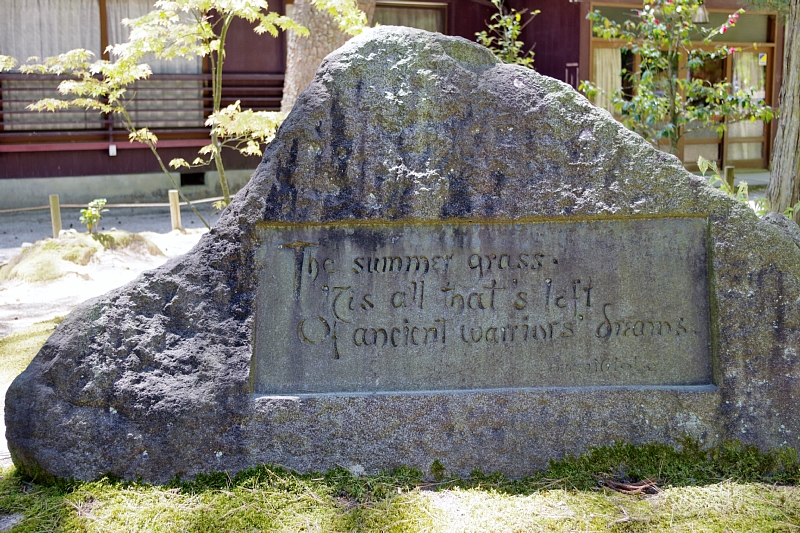 The summer grass.
'Tis all that's left
Of ancient warriors' dreams.